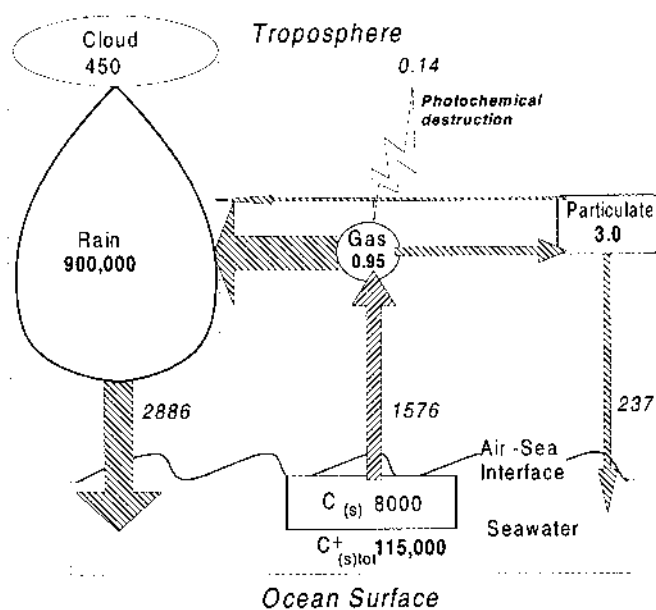 Cloud
450
Troposphere
0.14
Photochemical
destruction
Rain
900,000
Gas
0.95
Particulate
3.0
2886
1576
237
Air-Sea
Interface
C (s) 8000
C+ (s)tol 115,000
Seawater
Ocean Surface